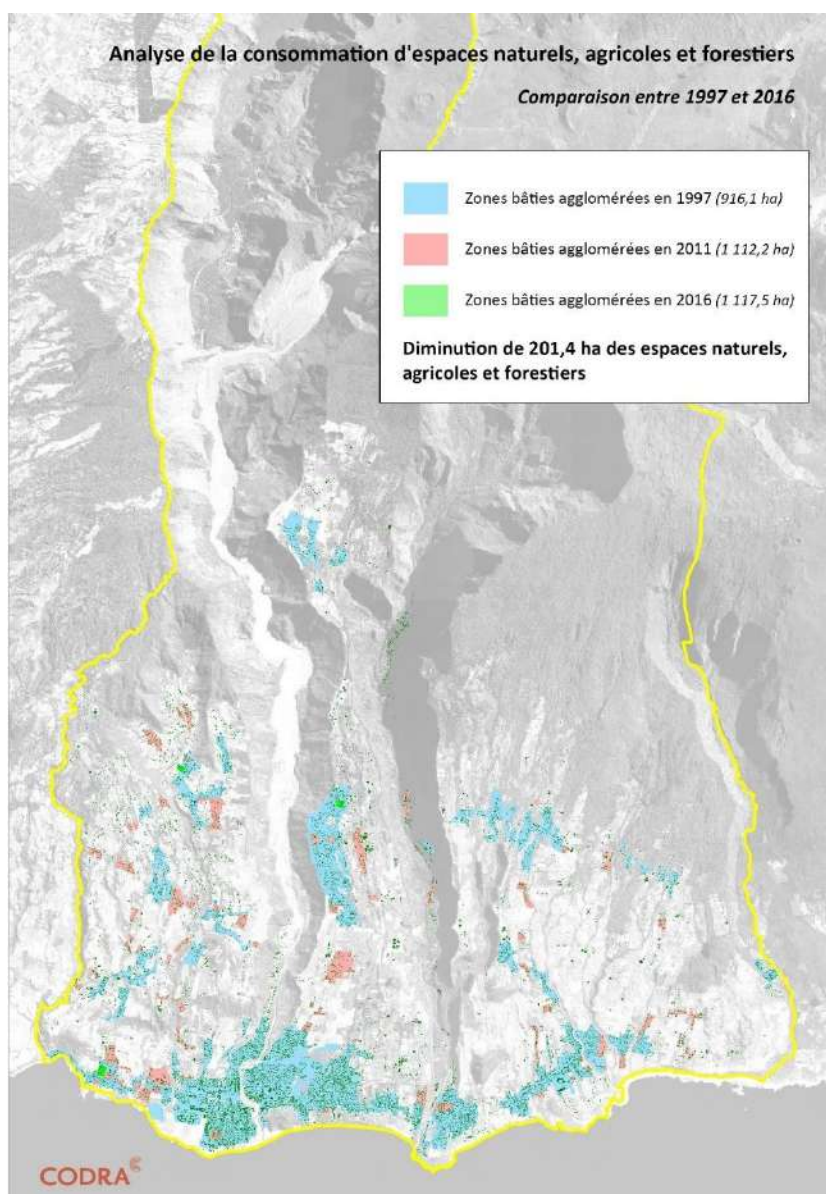 Analyse de la consommation d'espaces naturels, agricoles et forestiers
Comparaison entre 1997 et 2016
Zones bâties agglomérées en 1997 (916,1 ha)
Zones bâties agglomérées en 2011 (1 112,2 ha)
Zones bâties agglomérées en 2016 (1 117,5 ha)
Diminution de 201,4 ha des espaces naturels,
agricoles et forestiers
CODRA